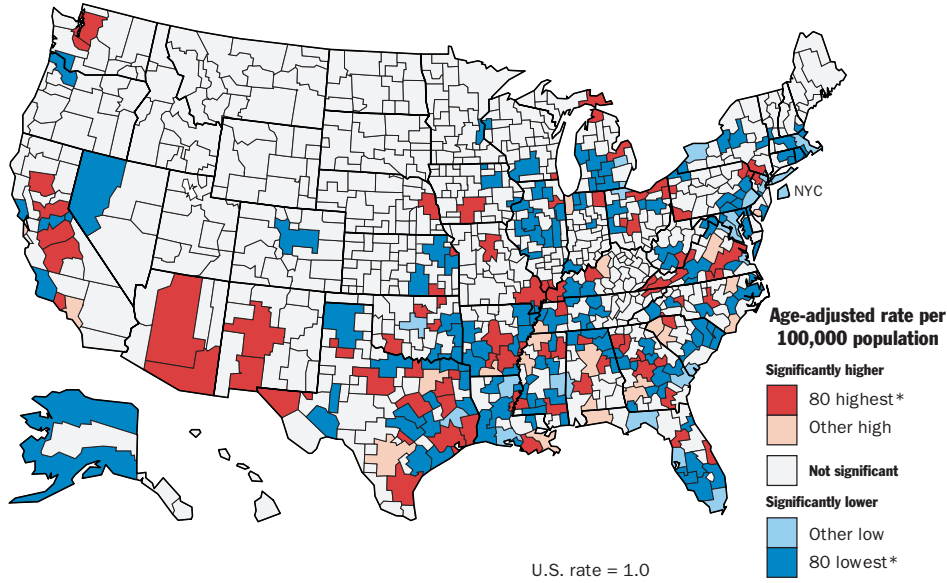 NYC
Age-adjusted rate per
100,000 population
Significantly higher
80 highest*
Other high
Not significant
Significantly lower
Other low
80 lowest*
U.S. rate = 1.0